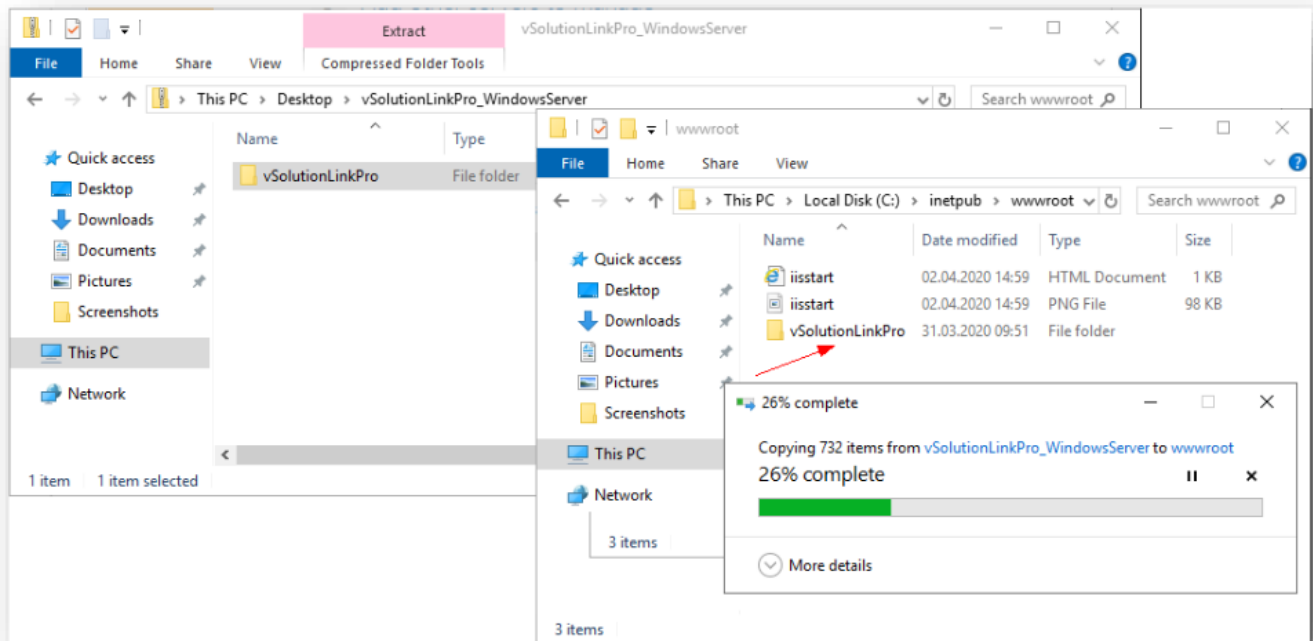 Extract vSolutionLinkPro_WindowsServer
File Home Share View Compressed Folder Tools
This PC > Desktop > vSolutionLinkPro_WindowsServer Search wwwroot
Name Type
Quick access
Desktop
Downloads
Documents
Pictures
Screenshots
This PC
Network
vSolutionLinkPro File folder
1 item 1 item selected
wwwroot
File Home Share View
This PC > Local Disk (C:) > inetpub > wwwroot Search wwwroot
Name Date modified Type Size
Quick access
Desktop
Downloads
Documents
Pictures
Screenshots
This PC
Network
3 items
iisstart 02.04.2020 14:59 HTML Document 1 KB
iisstart 02.04.2020 14:59 PNG File 98 KB
vSolutionLinkPro 31.03.2020 09:51 File folder
26% complete
Copying 732 items from vSolutionLinkPro_WindowsServer to wwwroot
26% complete
More details
3 items